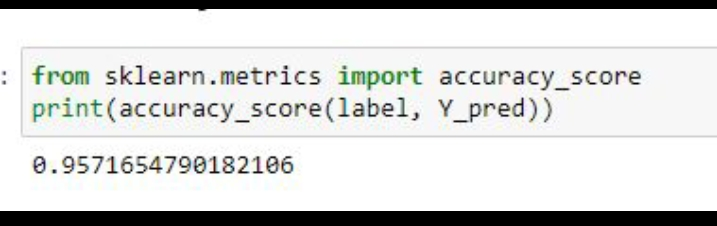 : from sklearn.metrics import accuracy_score
print(accuracy_score(label, Y_pred))
0.9571654790182106